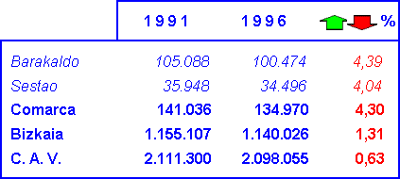 1991 1996 %
Barakaldo 105.088 100.474 4,39
Sestao 35.948 34.496 4,04
Comarca 141.036 134.970 4,30
Bizkaia 1.155.107 1.140.026 1,31
C. A. V. 2.111.300 2.098.055 0,63